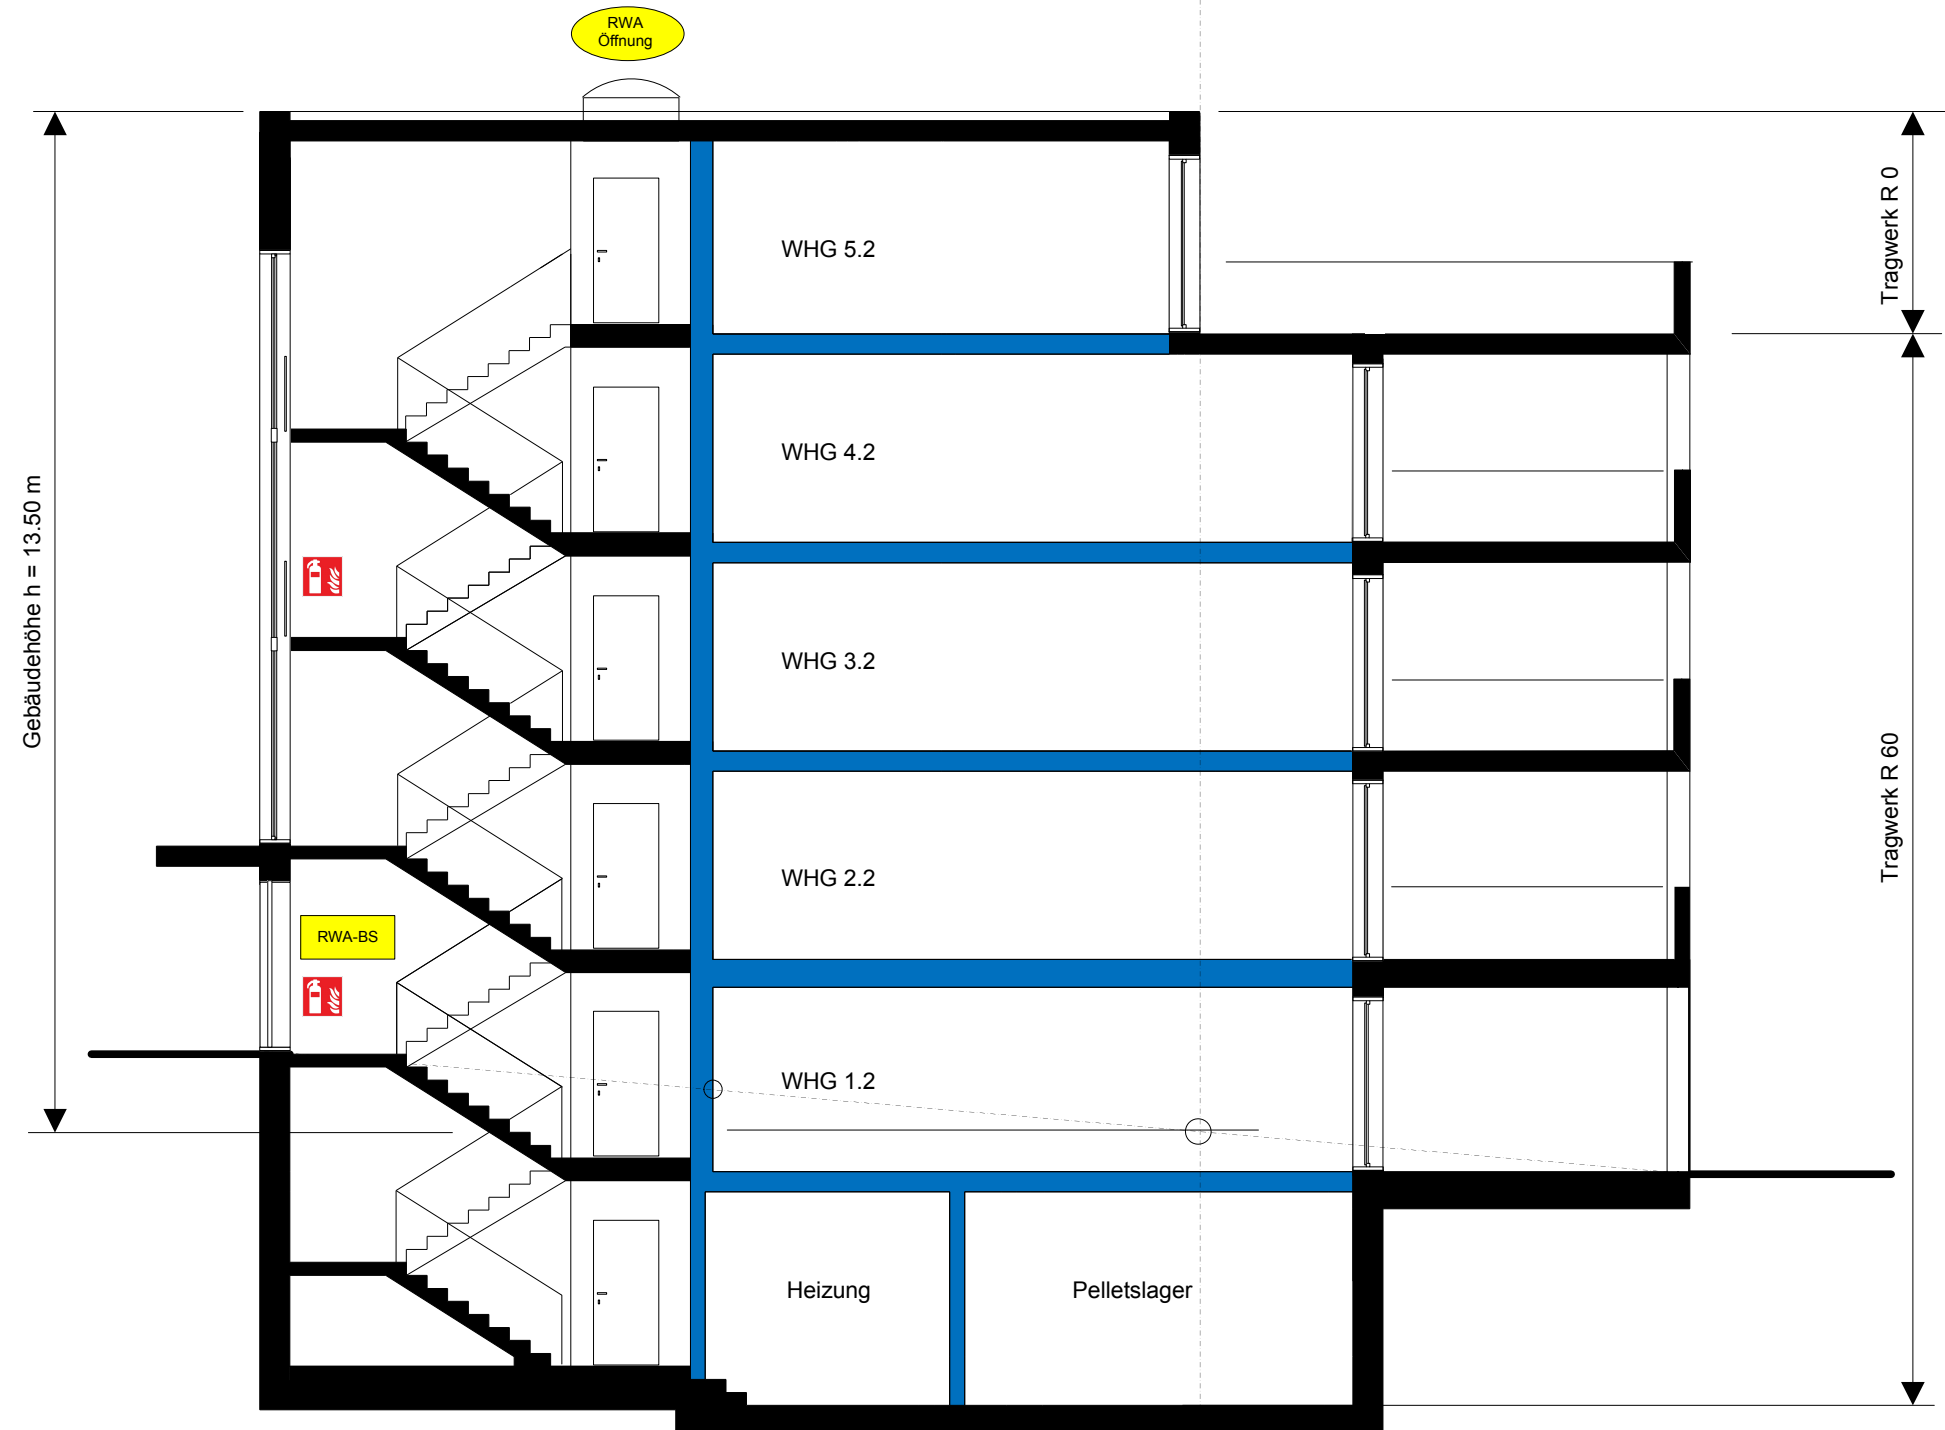 RWA
Öffnung
Tragwerk R 0
WHG 5.2
WHG 4.2
Gebäudehöhe h = 13.50 m
WHG 3.2
Tragwerk R 60
WHG 2.2
RWA-BS
WHG 1.2
Heizung
Pelletslager